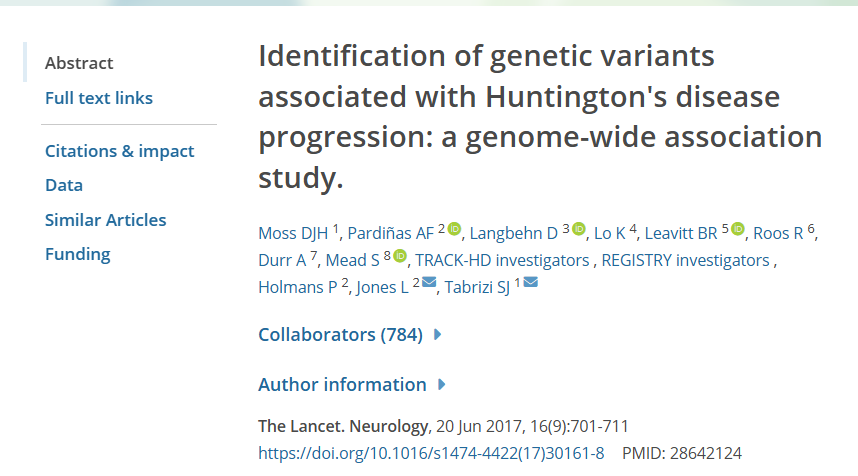 Abstract
Full text links
Citations & impact
Data
Similar Articles
Funding
Identification of genetic variants
associated with Huntington's disease
progression: a genome-wide association
study.
Moss DJH 1, Pardiñas AF 2 iD, Langbehn D 3 iD, Lo K 4, Leavitt BR 5 iD, Roos R 6,
Durr A 7, Mead S 8 iD, TRACK-HD investigators , REGISTRY investigators ,
Holmans P 2, Jones L 2, Tabrizi SJ 1
Collaborators (784)
Author information
The Lancet. Neurology, 20 Jun 2017, 16(9):701-711
https://doi.org/10.1016/s1474-4422(17)30161-8 PMID: 28642124